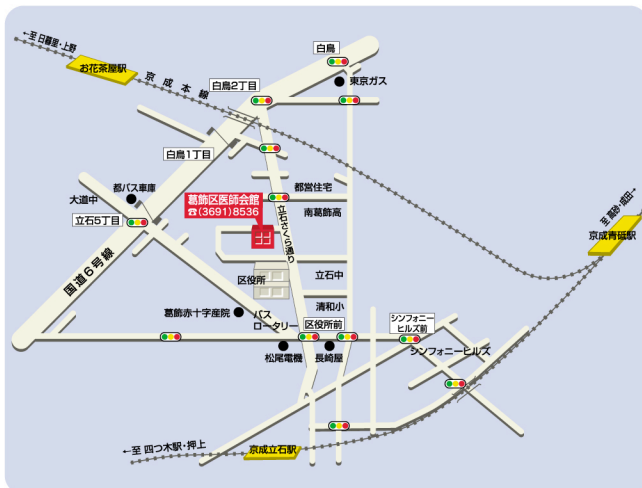 ←至 日暮里・上野
お花茶屋駅
京成本線
白鳥
東京ガス
白鳥2丁目
白鳥1丁目
都バス車庫
大道中
立石5丁目
国道6号線
葛飾区医師会館
☎(3691)8536
都営住宅
南葛飾高
立石さくら通り
至 高砂・成田→
京成青砥駅
区役所
立石中
清和小
葛飾赤十字産院
バス
ロータリー
区役所前
シンフォニー
ヒルズ前
松尾電機
長崎屋
シンフォニーヒルズ
←至 四つ木駅・押上
京成立石駅